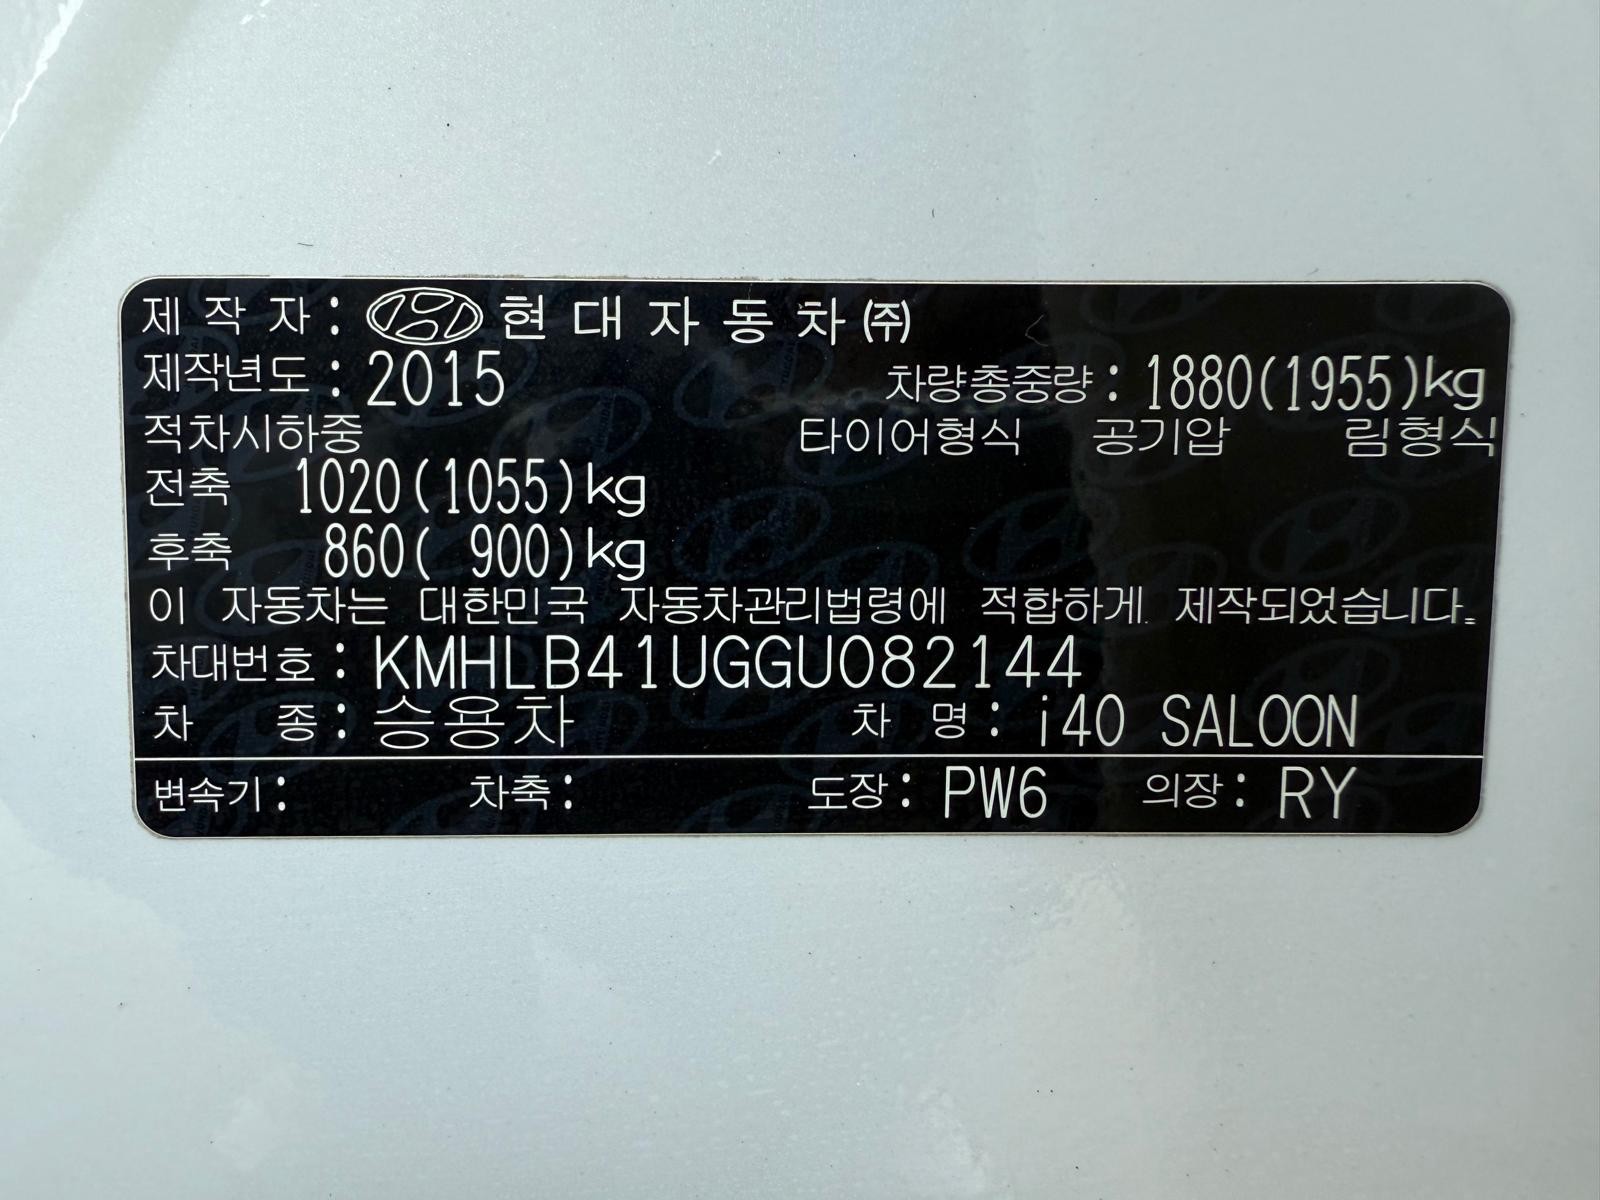 제 작 자 : 현 대 자 동 차 ㈜
제작년도 : 2015 차량총중량 : 1880(1955)kg
적차시하중 타이어형식 공기압 림형식
전축 1020(1055)kg
후축 860( 900)kg
이 자동차는 대한민국 자동차관리법령에 적합하게 제작되었습니다.
차대번호 : KMHLB41UGGU082144
차 종 : 승용차 차 명 : i40 SALOON
변속기 : 차축 : 도장 : PW6 의장 : RY